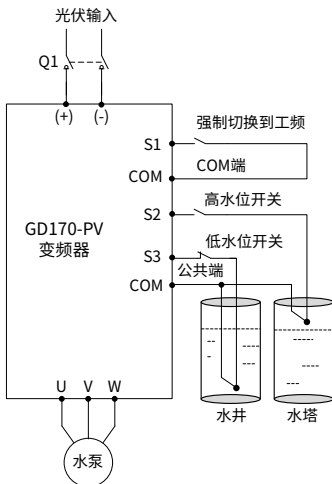 光伏输入
Q1
(+) (-)
S1
强制切换到工频
COM
COM端
S2
高水位开关
GD170-PV
变频器
S3
低水位开关
公共端
COM
U V W
水井 水塔
水泵